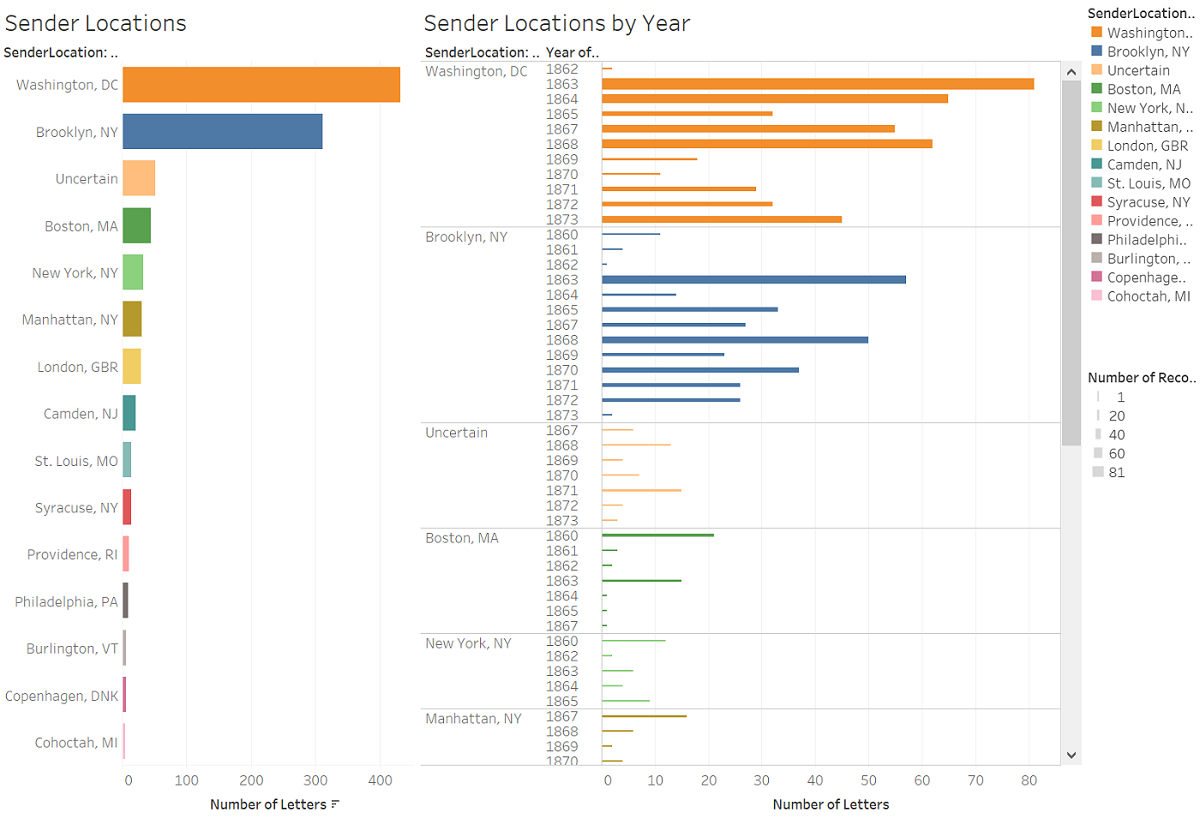 Sender Locations
SenderLocation: ..
Washington, DC
Brooklyn, NY
Uncertain
Boston, MA
New York, NY
Manhattan, NY
London, GBR
Camden, NJ
St. Louis, MO
Syracuse, NY
Providence, RI
Philadelphia, PA
Burlington, VT
Copenhagen, DNK
Cohoctah, MI
0 100 200 300 400
Number of Letters
Sender Locations by Year
SenderLocation: .. Year of..
Washington, DC 1862
1863
1864
1865
1867
1868
1869
1870
1871
1872
1873
Brooklyn, NY 1860
1861
1862
1863
1864
1865
1867
1868
1869
1870
1871
1872
1873
Uncertain 1867
1868
1869
1870
1871
1872
1873
Boston, MA 1860
1861
1862
1863
1864
1865
1867
New York, NY 1860
1862
1863
1864
1865
Manhattan, NY 1867
1868
1869
1870
0 10 20 30 40 50 60 70 80
Number of Letters
SenderLocation..
Washington..
Brooklyn, NY
Uncertain
Boston, MA
New York, N..
Manhattan, ..
London, GBR
Camden, NJ
St. Louis, MO
Syracuse, NY
Providence, ..
Philadelphi..
Burlington, ..
Copenhage..
Cohoctah, MI
Number of Reco..
1
20
40
60
81